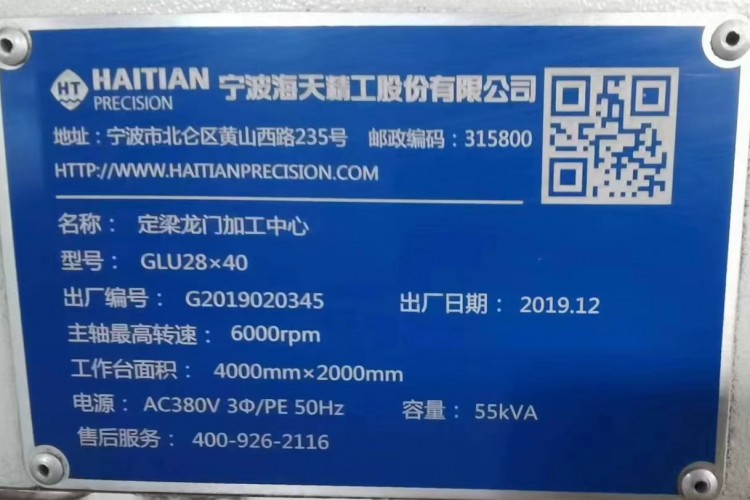 HT HAITIAN PRECISION 宁波海天精工股份有限公司
地址：宁波市北仑区黄山西路235号 邮政编码：315800
HTTP://WWW.HAITIANPRECISION.COM
名称： 定梁龙门加工中心
型号： GLU28×40
出厂编号： G2019020345 出厂日期： 2019.12
主轴最高转速： 6000rpm
工作台面积： 4000mm×2000mm
电源： AC380V 3Φ/PE 50Hz 容量： 55kVA
售后服务： 400-926-2116